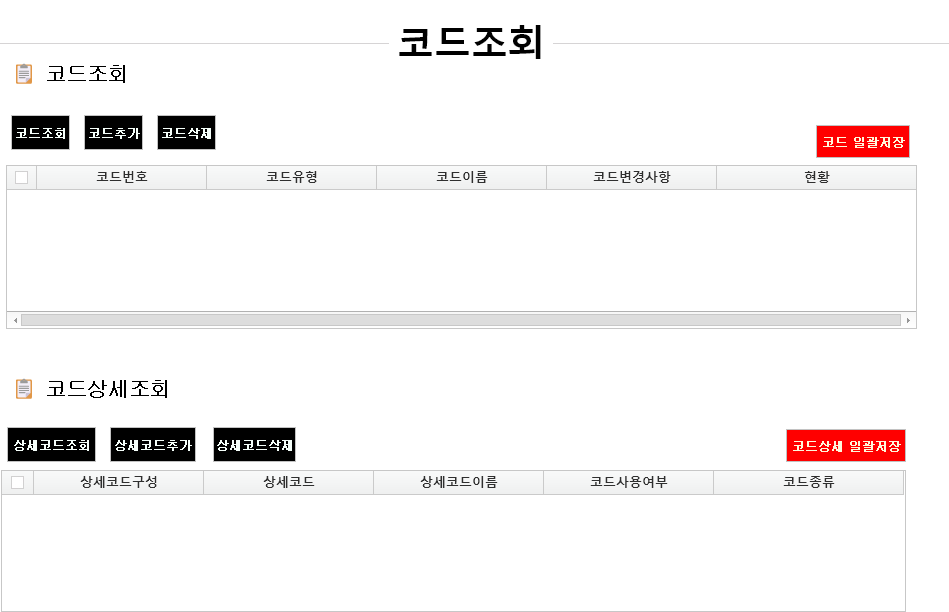 코드조회
코드조회
코드조회 코드추가 코드삭제 코드 일괄저장
코드번호 코드유형 코드이름 코드변경사항 현황
코드상세조회
상세코드조회 상세코드추가 상세코드삭제 코드상세 일괄저장
상세코드구성 상세코드 상세코드이름 코드사용여부 코드종류